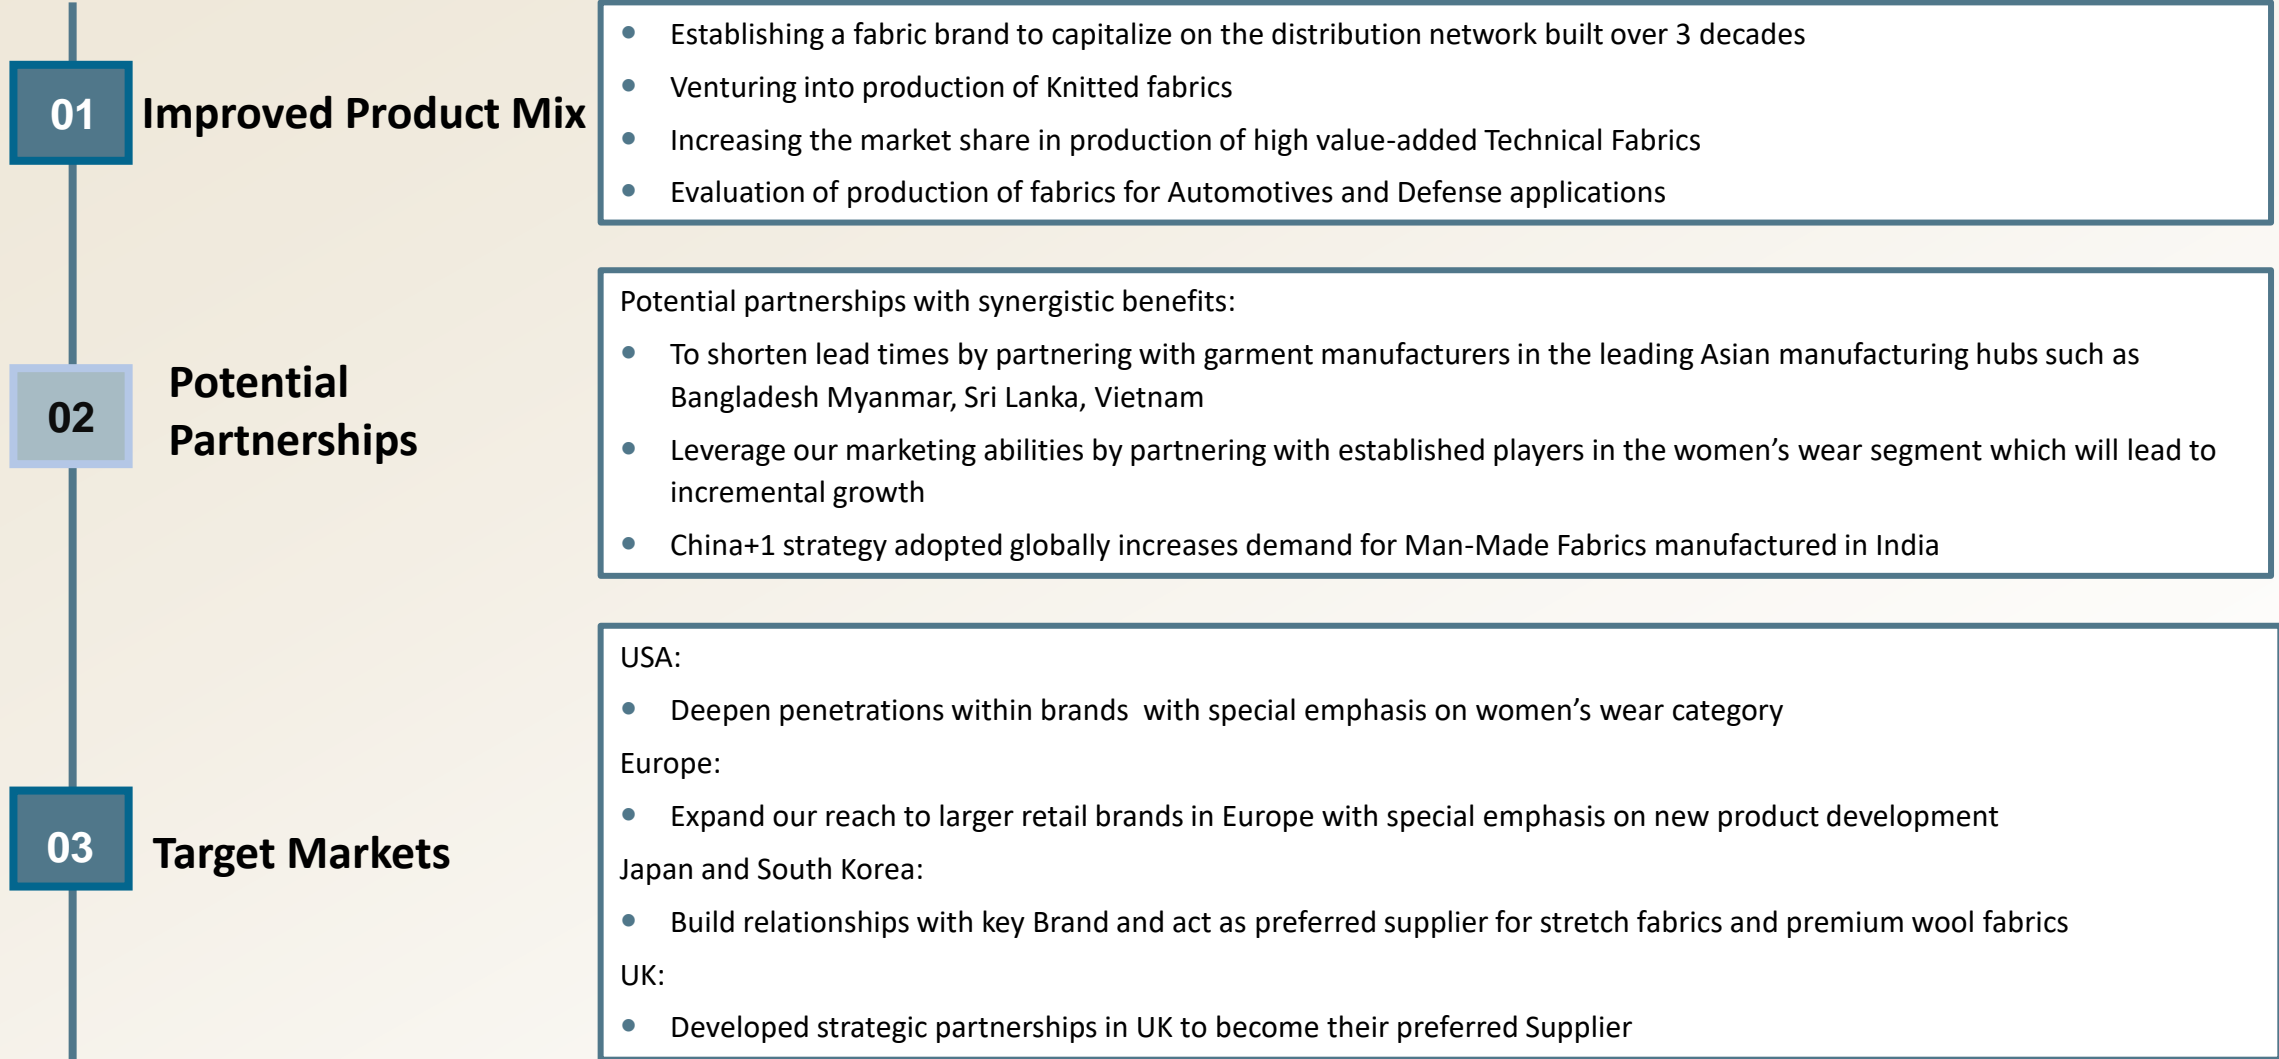 01
Improved Product Mix
• Establishing a fabric brand to capitalize on the distribution network built over 3 decades
• Venturing into production of Knitted fabrics
• Increasing the market share in production of high value-added Technical Fabrics
• Evaluation of production of fabrics for Automotives and Defense applications
02
Potential
Partnerships
Potential partnerships with synergistic benefits:
• To shorten lead times by partnering with garment manufacturers in the leading Asian manufacturing hubs such as
Bangladesh Myanmar, Sri Lanka, Vietnam
• Leverage our marketing abilities by partnering with established players in the women’s wear segment which will lead to
incremental growth
• China+1 strategy adopted globally increases demand for Man-Made Fabrics manufactured in India
03
Target Markets
USA:
• Deepen penetrations within brands  with special emphasis on women’s wear category
Europe:
• Expand our reach to larger retail brands in Europe with special emphasis on new product development
Japan and South Korea:
• Build relationships with key Brand and act as preferred supplier for stretch fabrics and premium wool fabrics
UK:
• Developed strategic partnerships in UK to become their preferred Supplier